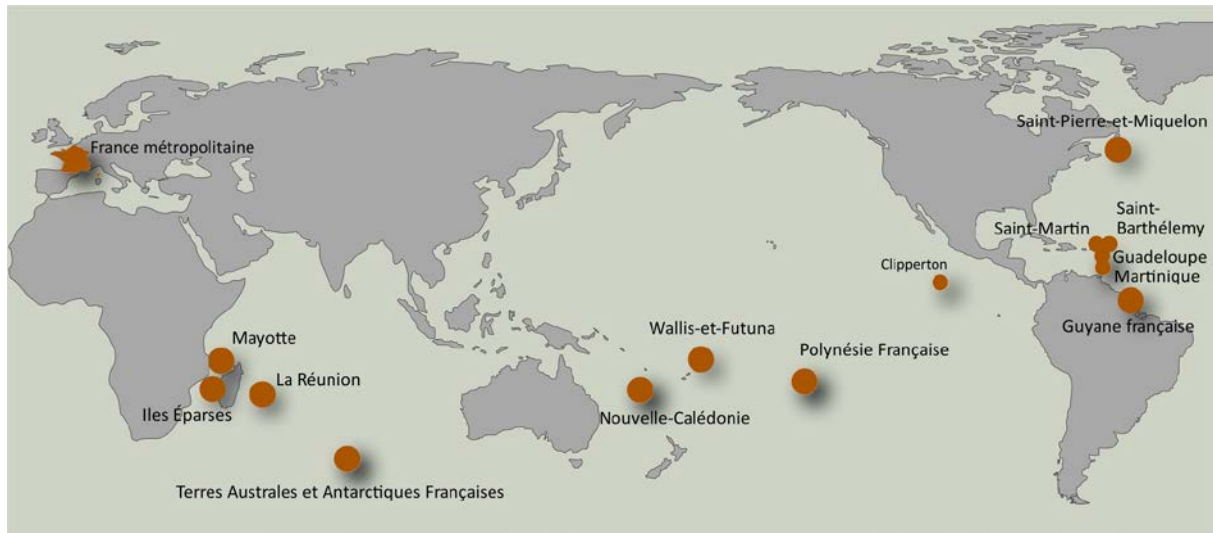 Saint-Pierre-et-Miquelon
France métropolitaine
Saint-
Barthélemy
Saint-Martin
Guadeloupe
Clipperton
Martinique
Guyane française
Wallis-et-Futuna
Mayotte
Polynésie Française
La Réunion
Iles Éparses
Nouvelle-Calédonie
Terres Australes et Antarctiques Françaises